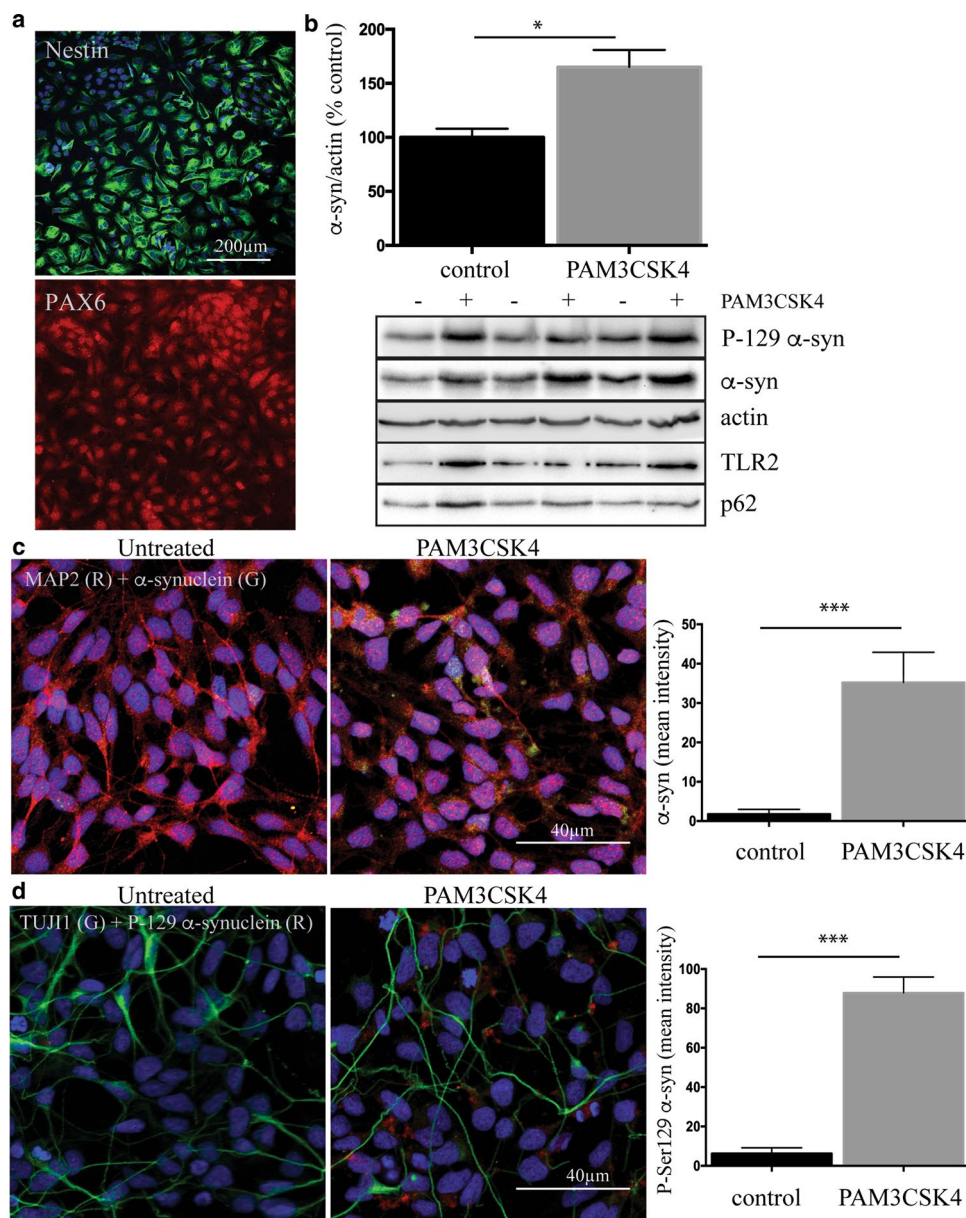 a
Nestin
200μm
PAX6
b
α-syn/actin (% control)
200
150
100
50
0
*
control PAM3CSK4
- + - + - + PAM3CSK4
P-129 α-syn
α-syn
actin
TLR2
p62
c
Untreated PAM3CSK4
MAP2 (R) + α-synuclein (G)
40μm
α-syn (mean intensity)
50
40
30
20
10
0
***
control PAM3CSK4
d
Untreated PAM3CSK4
TUJI1 (G) + P-129 α-synuclein (R)
40μm
P-Ser129 α-syn (mean intensity)
100
80
60
40
20
0
***
control PAM3CSK4